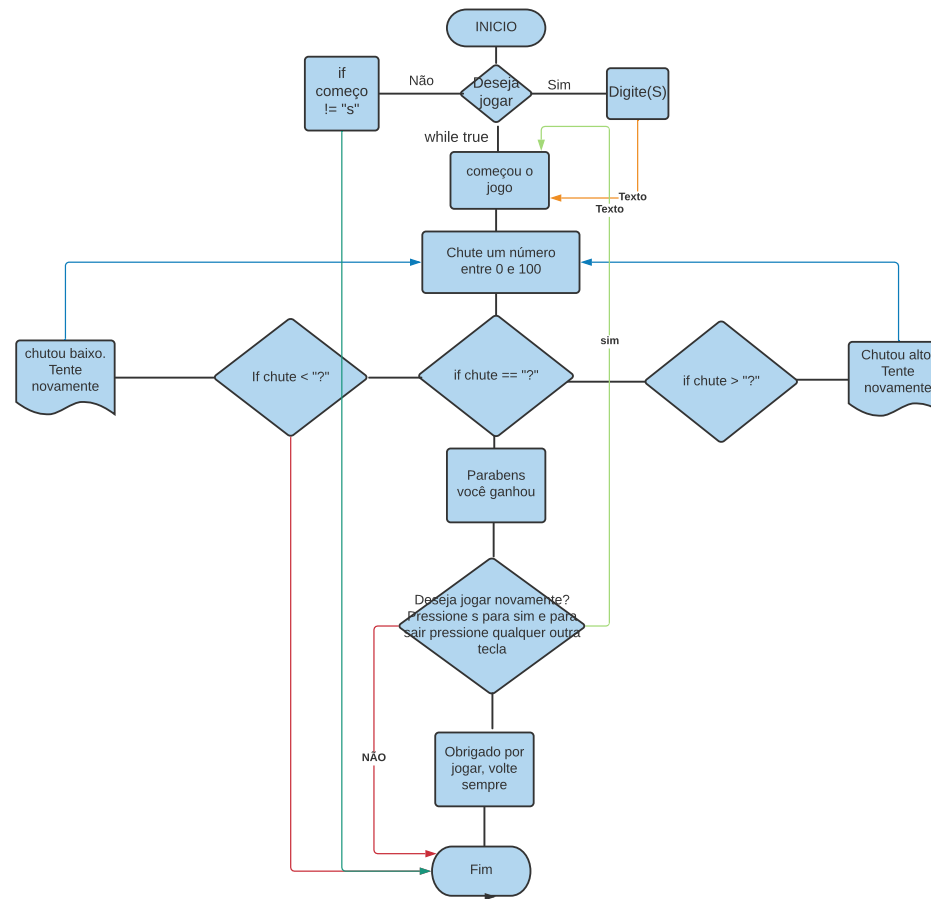 INICIO
if
começo
!= "s"
Não
Deseja
jogar
Sim
Digite(S)
while true
começou o
jogo
Texto
Texto
Chute um número
entre 0 e 100
sim
chutou baixo.
Tente
novamente
If chute < "?"
if chute == "?"
if chute > "?"
Chutou alto
Tente
novamente
Parabens
você ganhou
Deseja jogar novamente?
Pressione s para sim e para
sair pressione qualquer outra
tecla
NÃO
Obrigado por
jogar, volte
sempre
Fim